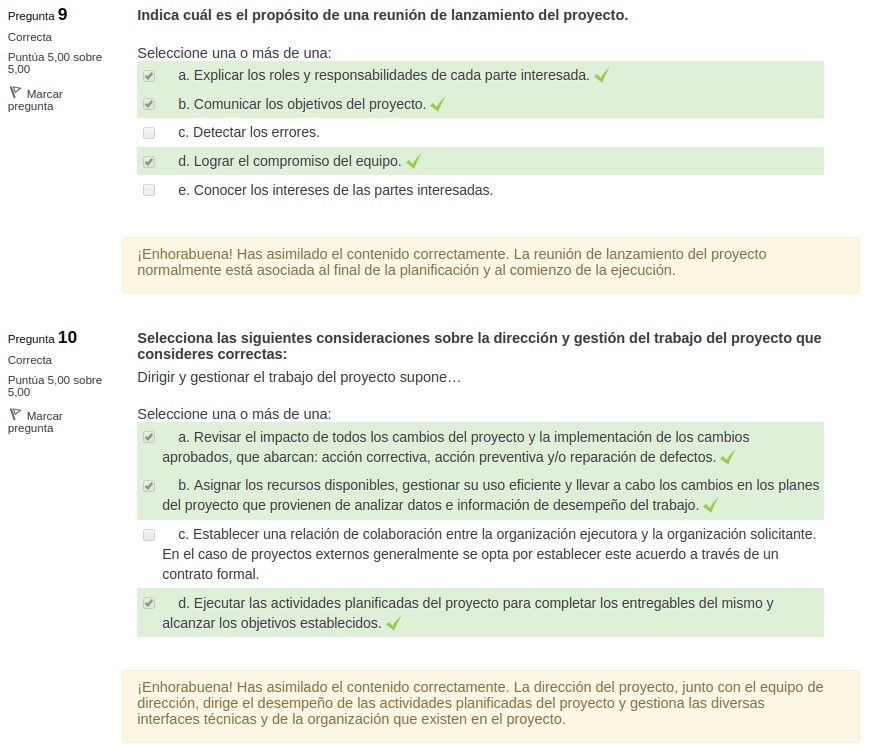 Pregunta 9
Correcta
Puntúa 5,00 sobre
5,00
Marcar
pregunta
Indica cuál es el propósito de una reunión de lanzamiento del proyecto.
Seleccione una o más de una:
a. Explicar los roles y responsabilidades de cada parte interesada.
b. Comunicar los objetivos del proyecto.
c. Detectar los errores.
d. Lograr el compromiso del equipo.
e. Conocer los intereses de las partes interesadas.
¡Enhorabuena! Has asimilado el contenido correctamente. La reunión de lanzamiento del proyecto
normalmente está asociada al final de la planificación y al comienzo de la ejecución.
Pregunta 10
Correcta
Puntúa 5,00 sobre
5,00
Marcar
pregunta
Selecciona las siguientes consideraciones sobre la dirección y gestión del trabajo del proyecto que
consideres correctas:
Dirigir y gestionar el trabajo del proyecto supone…
Seleccione una o más de una:
a. Revisar el impacto de todos los cambios del proyecto y la implementación de los cambios
aprobados, que abarcan: acción correctiva, acción preventiva y/o reparación de defectos.
b. Asignar los recursos disponibles, gestionar su uso eficiente y llevar a cabo los cambios en los planes
del proyecto que provienen de analizar datos e información de desempeño del trabajo.
c. Establecer una relación de colaboración entre la organización ejecutora y la organización solicitante.
En el caso de proyectos externos generalmente se opta por establecer este acuerdo a través de un
contrato formal.
d. Ejecutar las actividades planificadas del proyecto para completar los entregables del mismo y
alcanzar los objetivos establecidos.
¡Enhorabuena! Has asimilado el contenido correctamente. La dirección del proyecto, junto con el equipo de
dirección, dirige el desempeño de las actividades planificadas del proyecto y gestiona las diversas
interfaces técnicas y de la organización que existen en el proyecto.